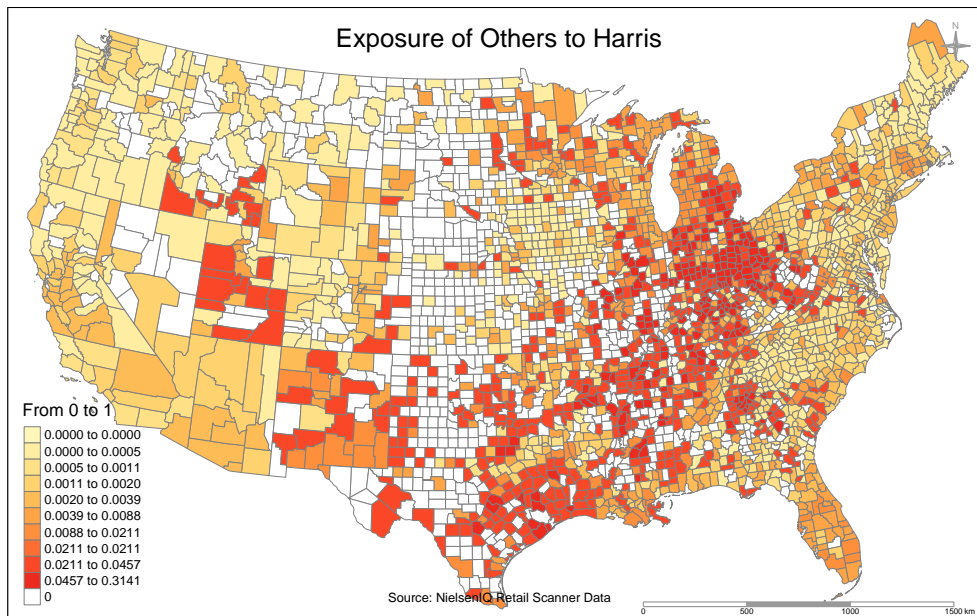 Exposure of Others to Harris
N
From 0 to 1
0.0000 to 0.0000
0.0000 to 0.0005
0.0005 to 0.0011
0.0011 to 0.0020
0.0020 to 0.0039
0.0039 to 0.0088
0.0088 to 0.0211
0.0211 to 0.0211
0.0211 to 0.0457
0.0457 to 0.3141
0
Source: NielsenIQ Retail Scanner Data
0 500 1000 1500 km